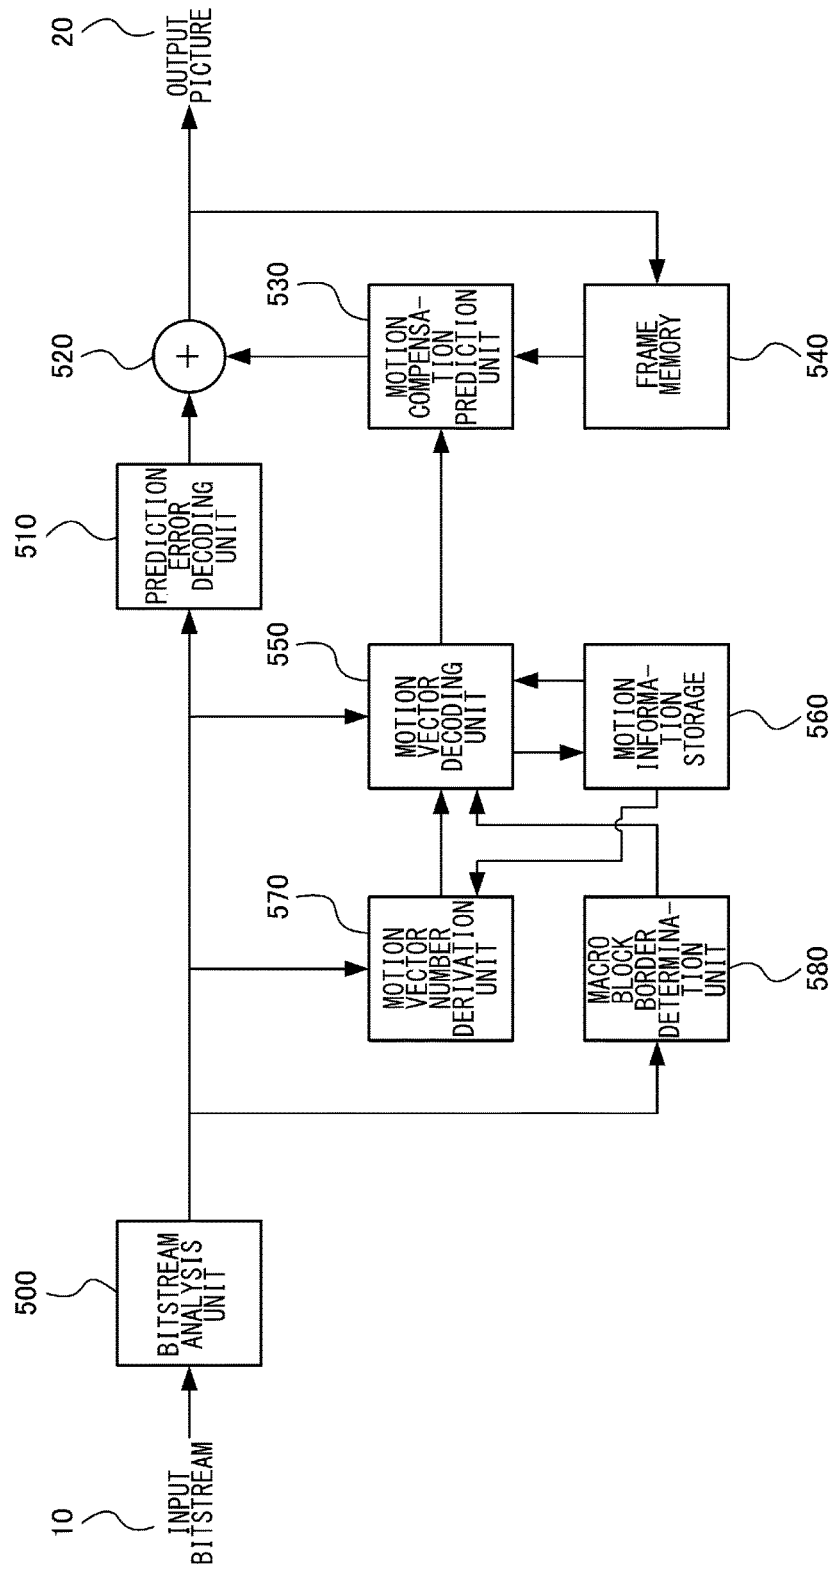 10
INPUT
BITSTREAM
500
BITSTREAM
ANALYSIS
UNIT
510
PREDICTION
ERROR
DECODING
UNIT
520
+
20
OUTPUT
PICTURE
570
MOTION
VECTOR
NUMBER
DERIVATION
UNIT
550
MOTION
VECTOR
DECODING
UNIT
530
MOTION
COMPENSA-
TION
PREDICTION
UNIT
MACRO
BLOCK
BORDER
DETERMINA-
TION
UNIT
580
MOTION
INFORMA-
TION
STORAGE
560
FRAME
MEMORY
540